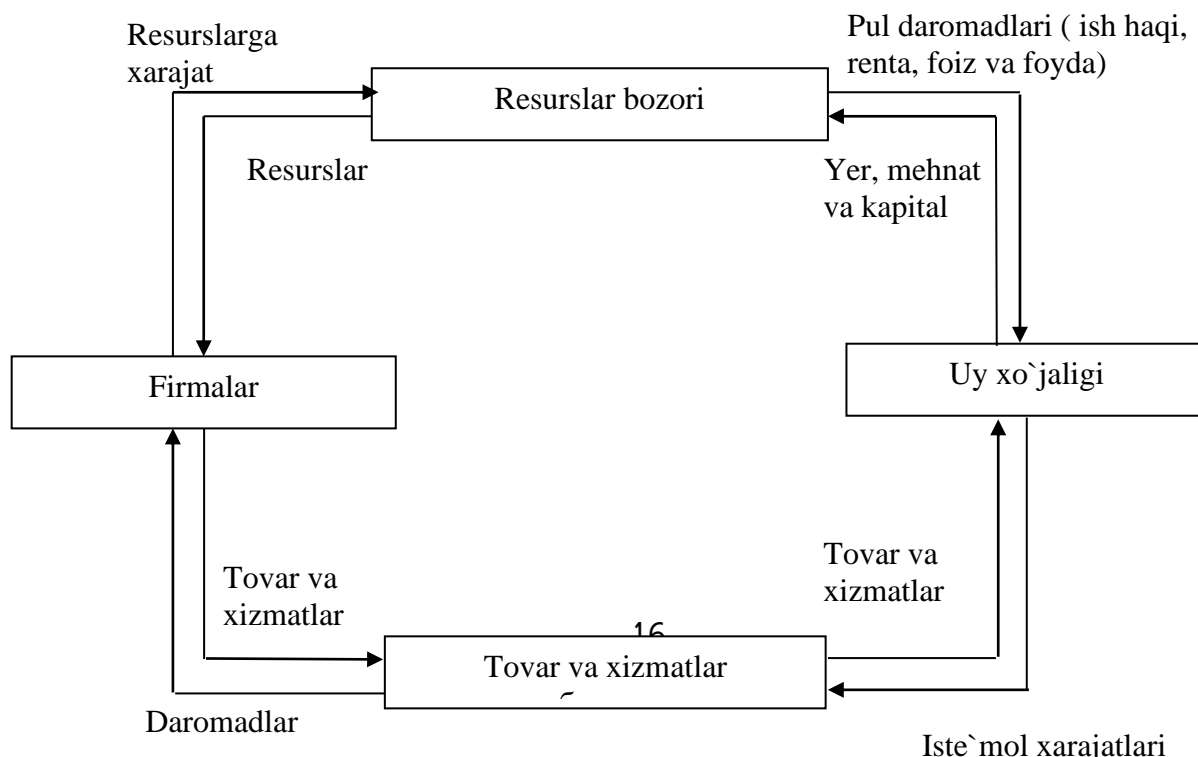 Resurslarga
xarajat
Pul daromadlari ( ish haqi,
renta, foiz va foyda)
Resurslar bozori
Resurslar
Yer, mehnat
va kapital
Firmalar
Uy xo`jaligi
Tovar va
xizmatlar
Tovar va
xizmatlar
16
Tovar va xizmatlar
Daromadlar
Iste`mol xarajatlari